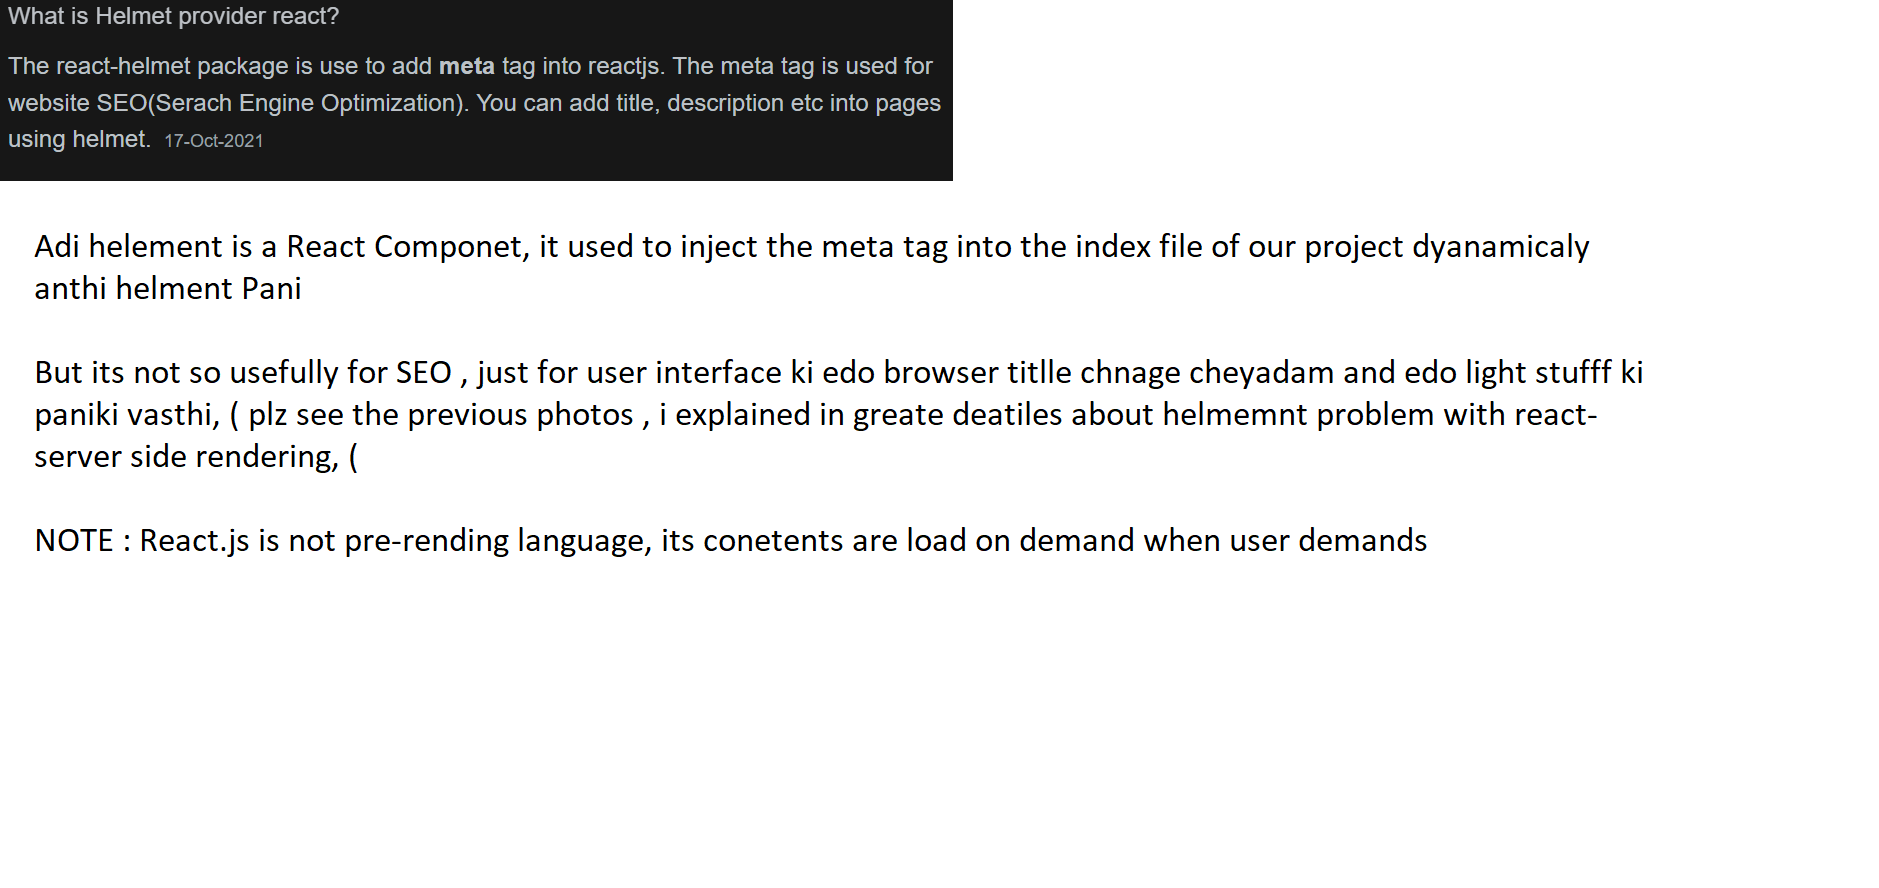 What is Helmet provider react?
The react-helmet package is use to add meta tag into reactjs. The meta tag is used for
website SEO(Serach Engine Optimization). You can add title, description etc into pages
using helmet. 17-Oct-2021
Adi helement is a React Componet, it used to inject the meta tag into the index file of our project dyanamicaly
anthi helment Pani
But its not so usefully for SEO , just for user interface ki edo browser titlle chnage cheyadam and edo light stufff ki
paniki vasthi, ( plz see the previous photos , i explained in greate deatiles about helmemnt problem with react-
server side rendering, (
NOTE : React.js is not pre-rending language, its conetents are load on demand when user demands